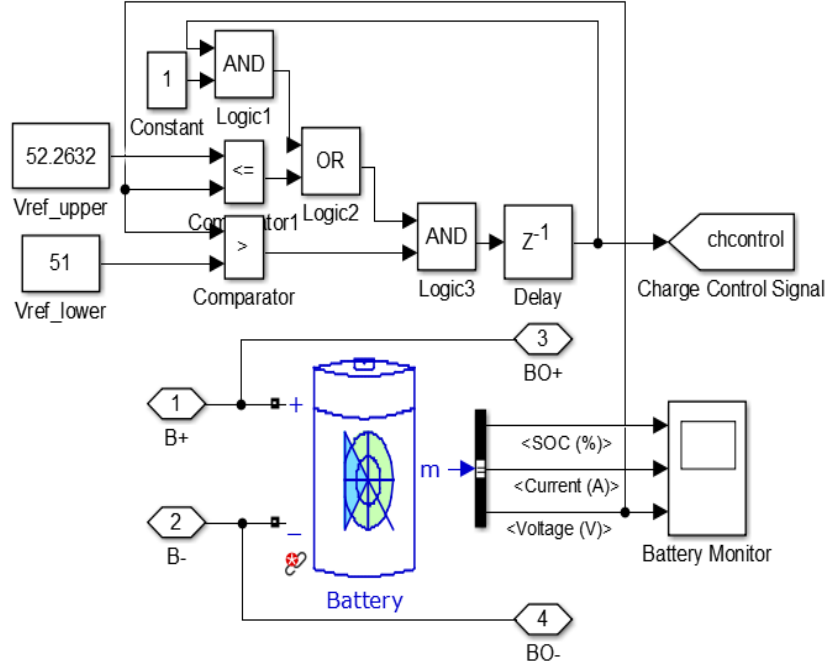 AND
1
Logic1
Constant
52.2632
<=
OR
Vref_upper
Logic2
51
>
AND
Z-1
chcontrol
Vref_lower
Comparator
Logic3
Delay
Charge Control Signal
3
BO+
1
+
B+
<SOC (%)>
m
<Current (A)>
2
<Voltage (V)>
B-
–
Battery Monitor
Battery
4
BO-